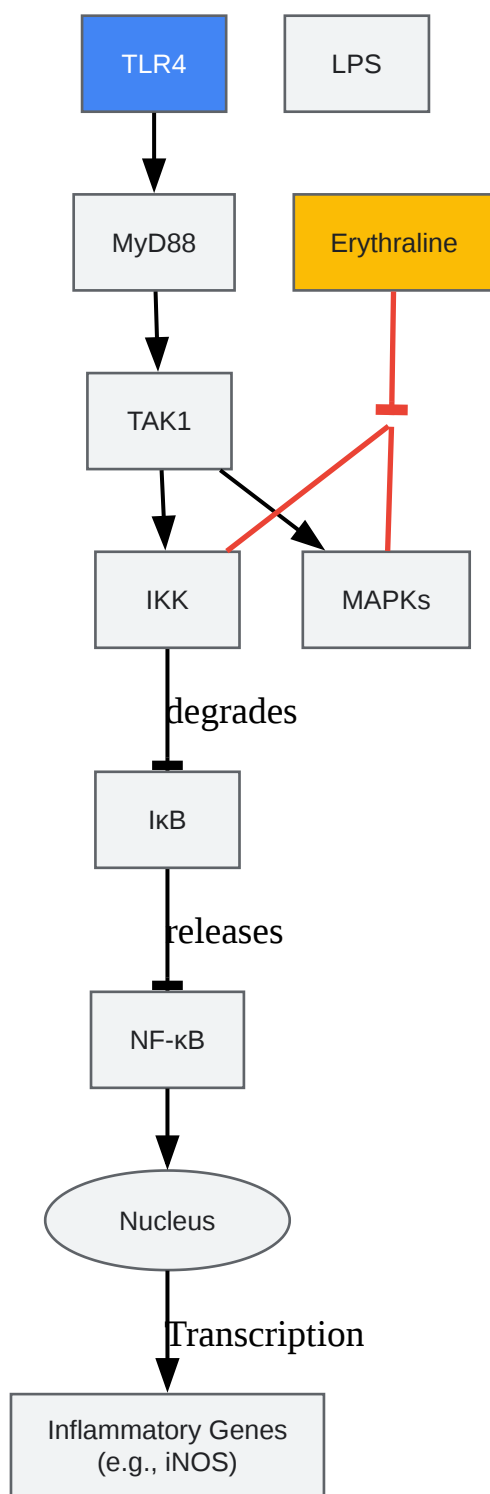 TLR4
LPS
MyD88
Erythraline
TAK1
IKK
MAPKs
degrades
IκB
releases
NF-κB
Nucleus
Transcription
Inflammatory Genes
(e.g., iNOS)